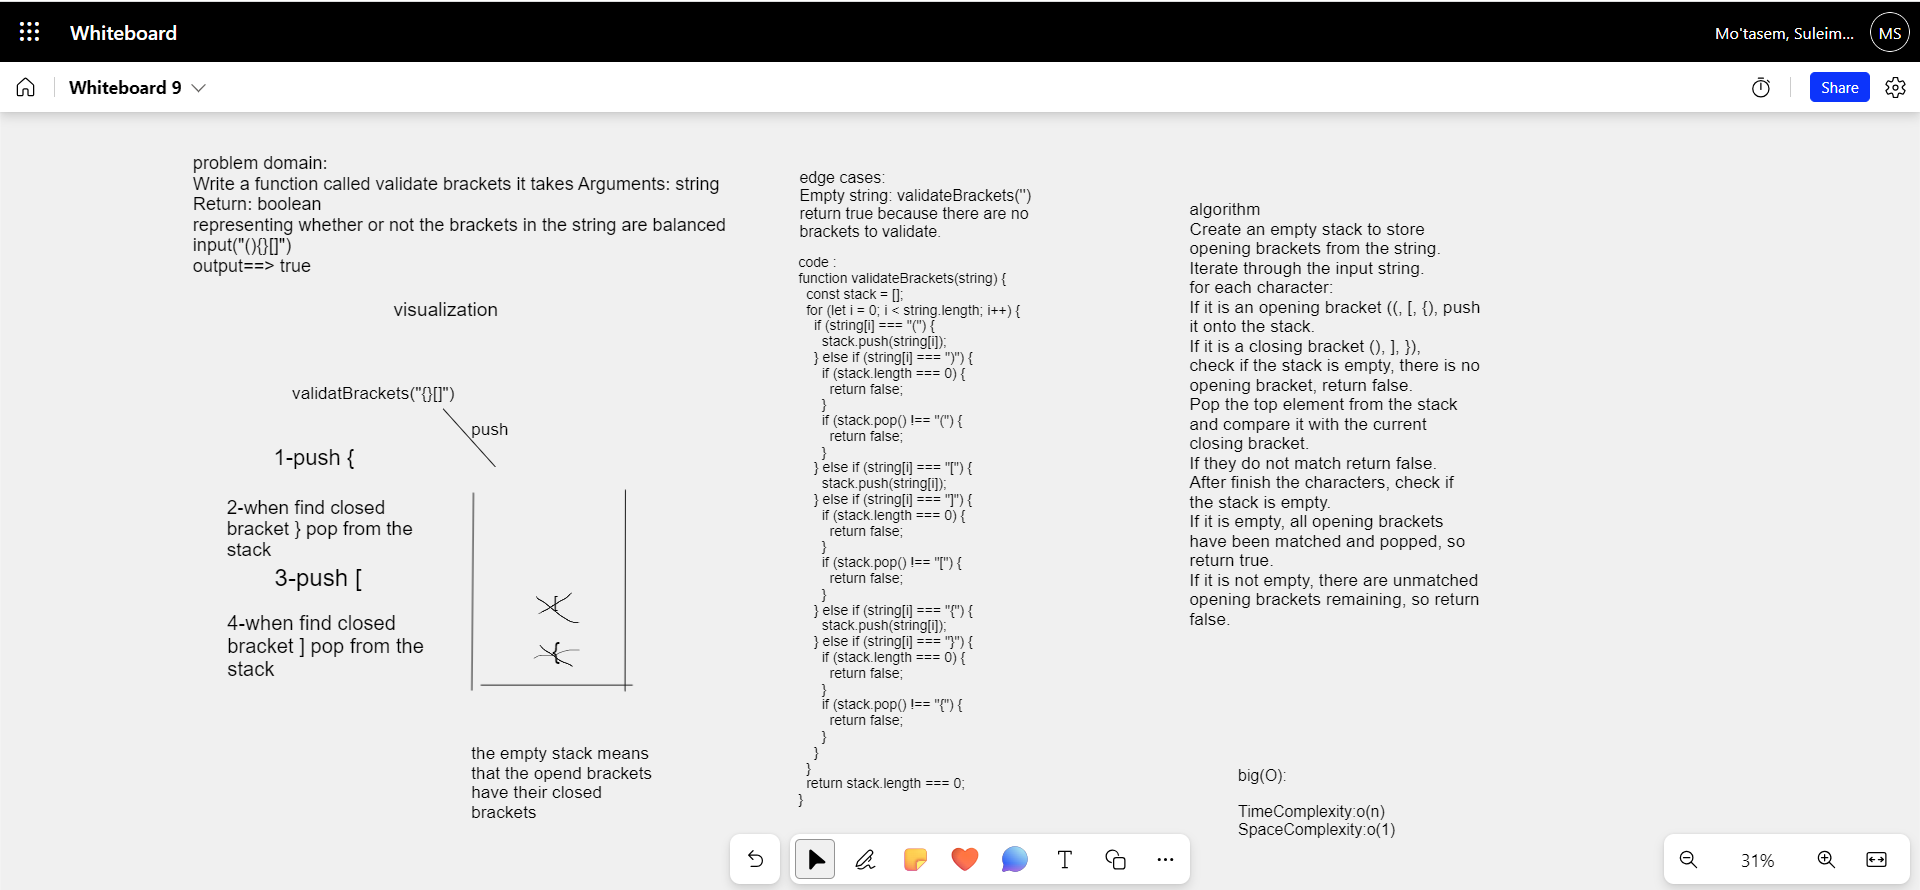 Whiteboard
Mo'tasem, Suleim...
MS
Whiteboard 9
Share
problem domain:
Write a function called validate brackets it takes Arguments: string
Return: boolean
representing whether or not the brackets in the string are balanced
input("(){}[]")
output==> true
visualization
validatBrackets("{}[]")
push
1-push {
2-when find closed
bracket } pop from the
stack
3-push [
4-when find closed
bracket ] pop from the
stack
[
{
the empty stack means
that the opend brackets
have their closed
brackets
edge cases:
Empty string: validateBrackets('')
return true because there are no
brackets to validate.
code :
function validateBrackets(string) {
const stack = [];
for (let i = 0; i < string.length; i++) {
if (string[i] === "(") {
stack.push(string[i]);
} else if (string[i] === ")") {
if (stack.length === 0) {
return false;
}
if (stack.pop() !== "(") {
return false;
}
} else if (string[i] === "[") {
stack.push(string[i]);
} else if (string[i] === "]") {
if (stack.length === 0) {
return false;
}
if (stack.pop() !== "[") {
return false;
}
} else if (string[i] === "{") {
stack.push(string[i]);
} else if (string[i] === "}") {
if (stack.length === 0) {
return false;
}
if (stack.pop() !== "{") {
return false;
}
}
}
return stack.length === 0;
}
algorithm
Create an empty stack to store
opening brackets from the string.
Iterate through the input string.
for each character:
If it is an opening bracket ((, [, {), push
it onto the stack.
If it is a closing bracket (), ], }),
check if the stack is empty, there is no
opening bracket, return false.
Pop the top element from the stack
and compare it with the current
closing bracket.
If they do not match return false.
After finish the characters, check if
the stack is empty.
If it is empty, all opening brackets
have been matched and popped, so
return true.
If it is not empty, there are unmatched
opening brackets remaining, so return
false.
big(O):
TimeComplexity:o(n)
SpaceComplexity:o(1)
T
31%